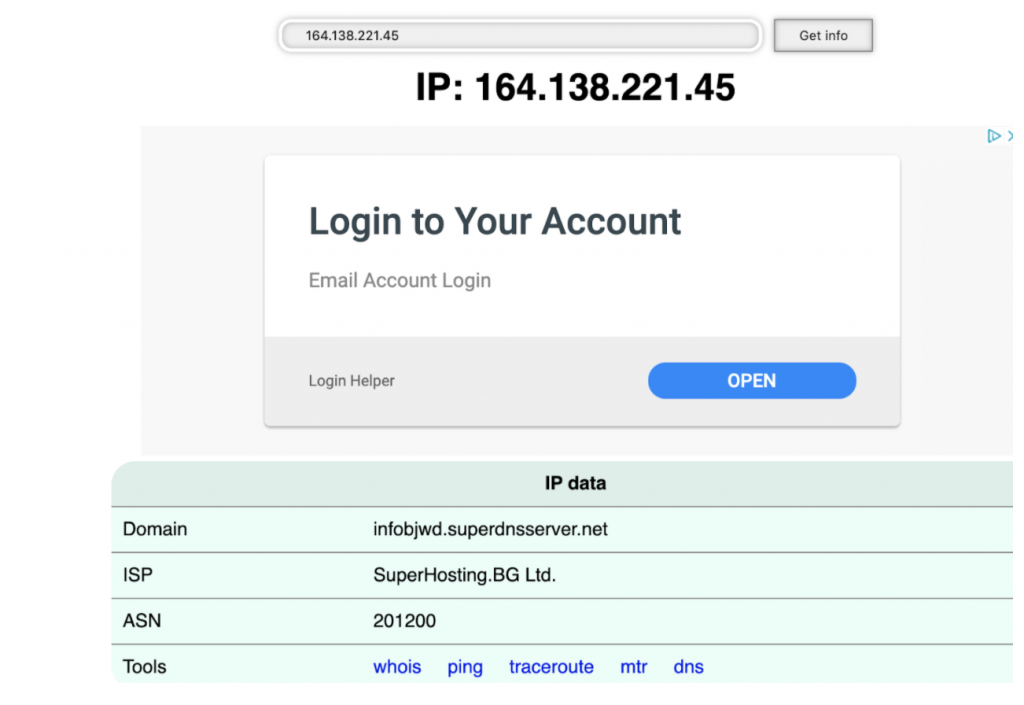 164.138.221.45 Get info
IP: 164.138.221.45
Login to Your Account
Email Account Login
Login Helper OPEN
IP data
Domain infobjwd.superdnsserver.net
ISP SuperHosting.BG Ltd.
ASN 201200
Tools whois ping traceroute mtr dns